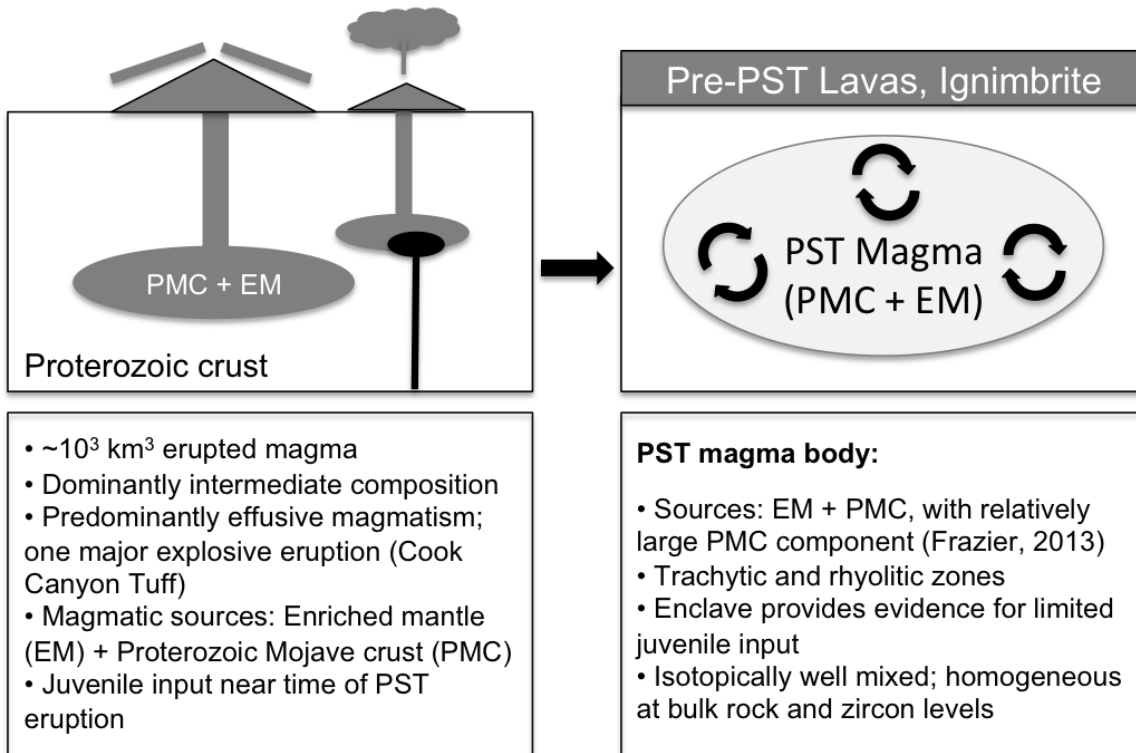 PMC + EM
Proterozoic crust
Pre-PST Lavas, Ignimbrite
PST Magma
(PMC + EM)
• ~10³ km³ erupted magma
• Dominantly intermediate composition
• Predominantly effusive magmatism;
one major explosive eruption (Cook
Canyon Tuff)
• Magmatic sources: Enriched mantle
(EM) + Proterozoic Mojave crust (PMC)
• Juvenile input near time of PST
eruption
PST magma body:
• Sources: EM + PMC, with relatively
large PMC component (Frazier, 2013)
• Trachytic and rhyolitic zones
• Enclave provides evidence for limited
juvenile input
• Isotopically well mixed; homogeneous
at bulk rock and zircon levels